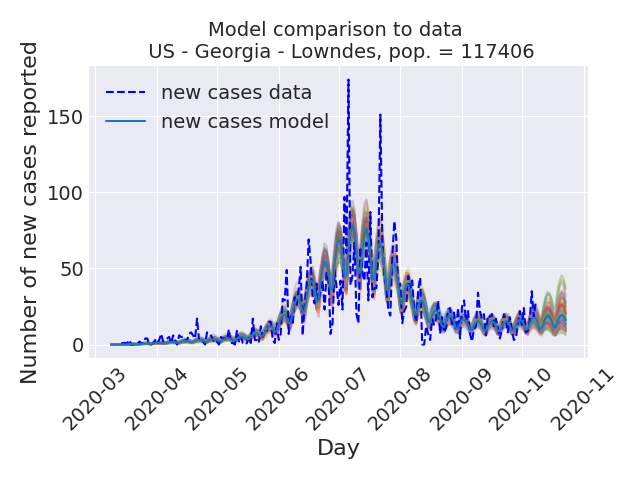 Model comparison to data
US - Georgia - Lowndes, pop. = 117406
Number of new cases reported
150
100
50
0
new cases data
new cases model
2020-03
2020-04
2020-05
2020-06
2020-07
2020-08
2020-09
2020-10
2020-11
Day